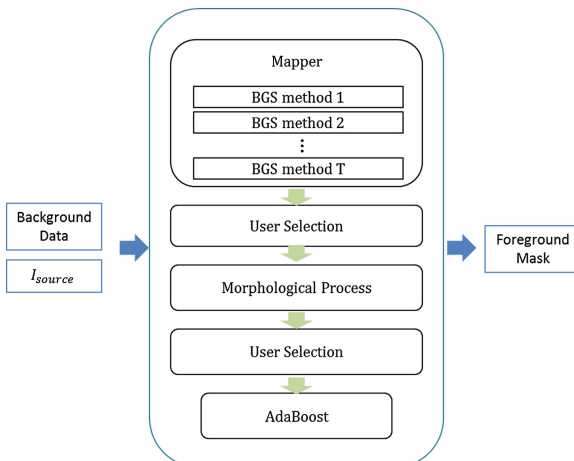 Mapper
BGS method 1
BGS method 2
⋮
BGS method T
User Selection
Morphological Process
User Selection
AdaBoost
Background
Data
I_source
Foreground
Mask